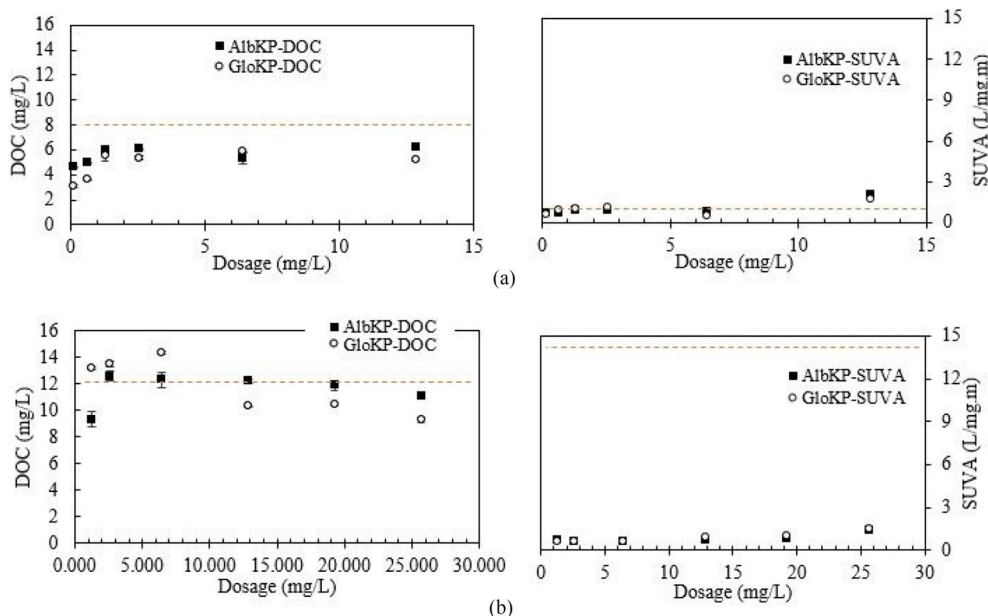 16
14
12
10
8
6
4
2
0
DOC (mg/L)
AlbKP-DOC
GloKP-DOC
0 5 10 15
Dosage (mg/L)
AlbKP-SUVA
GloKP-SUVA
15
12
9
6
3
0
SUVA (L/mg.m)
0 5 10 15
Dosage (mg/L)
(a)
16
14
12
10
8
6
4
2
0
DOC (mg/L)
AlbKP-DOC
GloKP-DOC
0.000 5.000 10.000 15.000 20.000 25.000 30.000
Dosage (mg/L)
AlbKP-SUVA
GloKP-SUVA
15
12
9
6
3
0
SUVA (L/mg.m)
0 5 10 15 20 25 30
Dosage (mg/L)
(b)